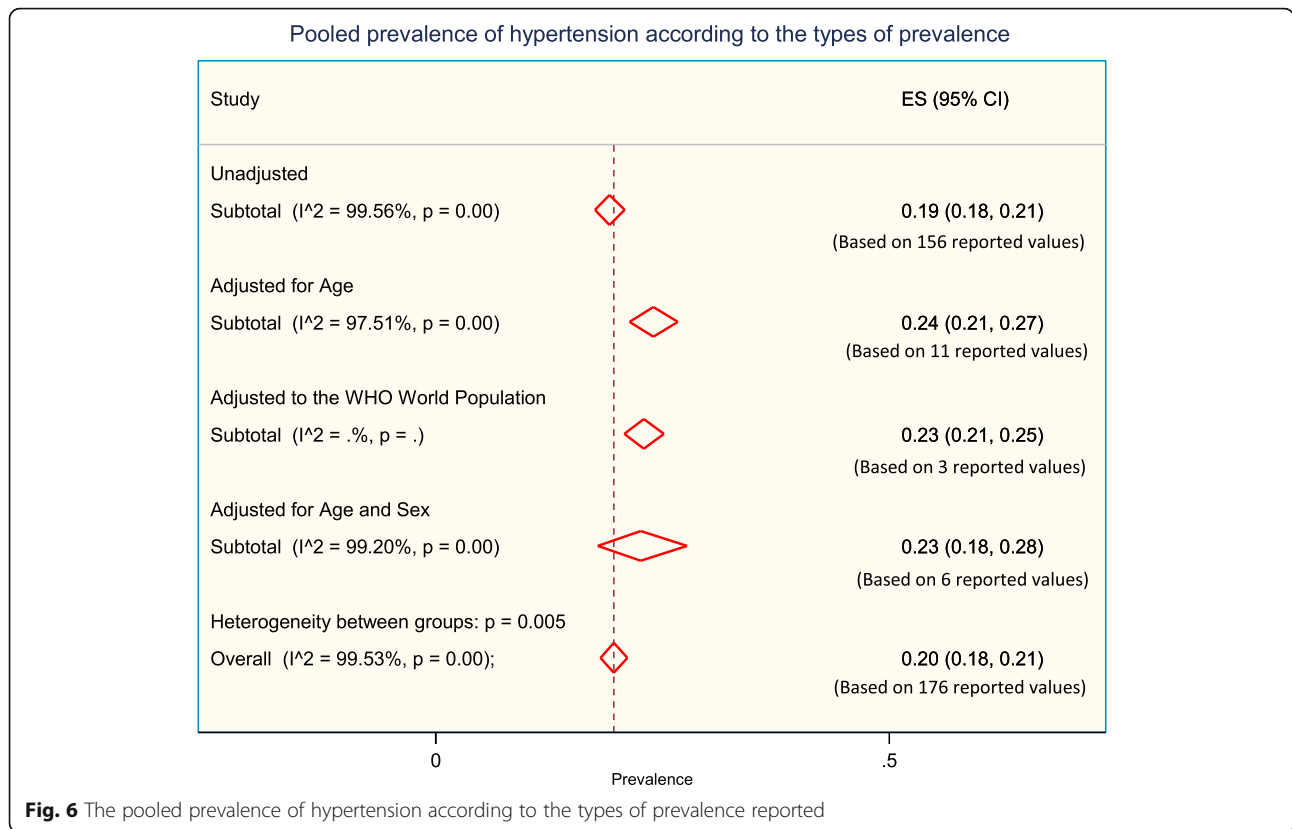 Pooled prevalence of hypertension according to the types of prevalence
Study ES (95% CI)
Unadjusted
Subtotal (I^2 = 99.56%, p = 0.00) 0.19 (0.18, 0.21)
(Based on 156 reported values)
Adjusted for Age
Subtotal (I^2 = 97.51%, p = 0.00) 0.24 (0.21, 0.27)
(Based on 11 reported values)
Adjusted to the WHO World Population
Subtotal (I^2 = .%, p = .) 0.23 (0.21, 0.25)
(Based on 3 reported values)
Adjusted for Age and Sex
Subtotal (I^2 = 99.20%, p = 0.00) 0.23 (0.18, 0.28)
(Based on 6 reported values)
Heterogeneity between groups: p = 0.005
Overall (I^2 = 99.53%, p = 0.00); 0.20 (0.18, 0.21)
(Based on 176 reported values)
0 .5
Prevalence
Fig. 6 The pooled prevalence of hypertension according to the types of prevalence reported